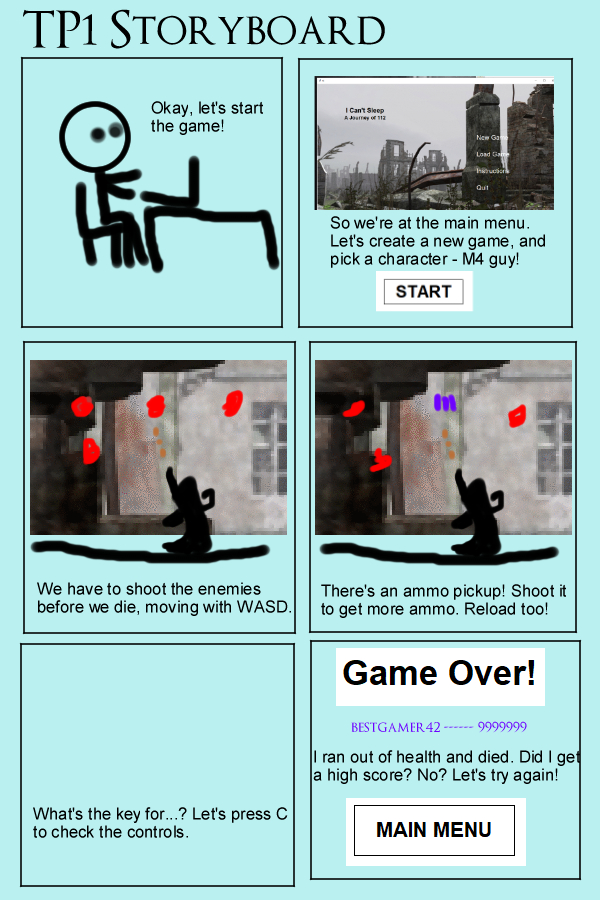 TP1 Storyboard
Okay, let's start
the game!
I Can't Sleep
A Journey of 112
New Game
Load Game
Instructions
Quit
So we're at the main menu.
Let's create a new game, and
pick a character - M4 guy!
START
We have to shoot the enemies
before we die, moving with WASD.
There's an ammo pickup! Shoot it
to get more ammo. Reload too!
What's the key for...? Let's press C
to check the controls.
Game Over!
BESTGAMER42 ------ 9999999
I ran out of health and died. Did I get
a high score? No? Let's try again!
MAIN MENU